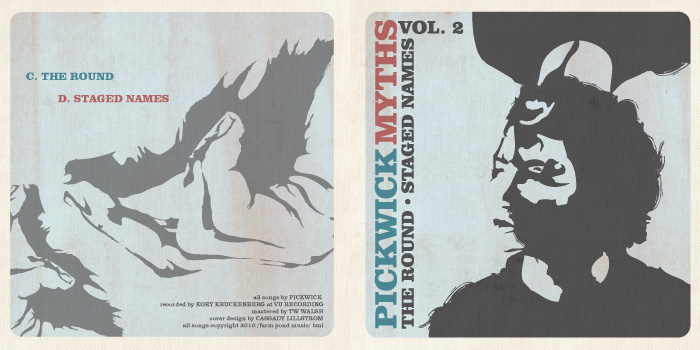 C. THE ROUND
D. STAGED NAMES
all songs by PICKWICK
recorded by KORY KRUCKENBERG at VU RECORDING
mastered by TW WALSH
cover design by CASSADY LILLSTROM
all songs copyright 2010 /farm pond music/ bmi
PICKWICK MYTHS
VOL. 2
THE ROUND • STAGED NAMES